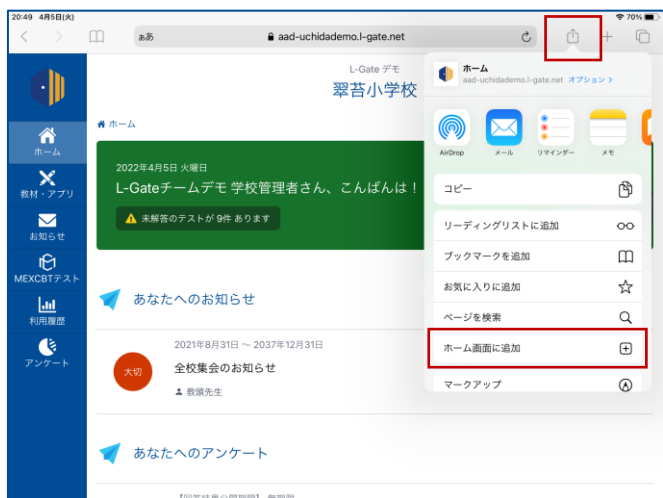 20:49 4月5日(火)
70%
ぁあ
aad-uchidademo.l-gate.net
L-Gate デモ
翠苔小学校
ホーム
ホーム
教材・アプリ
お知らせ
MEXCBTテスト
利用履歴
アンケート
2022年4月5日 火曜日
L-Gateチームデモ 学校管理者さん、こんばんは！
未解答のテストが 9件 あります
あなたへのお知らせ
2021年8月31日 ～ 2037年12月31日
大切
全校集会のお知らせ
教頭先生
あなたへのアンケート
ホーム
aad-uchidademo.l-gate.net オプション >
AirDrop
メール
リマインダー
メモ
コピー
リーディングリストに追加
ブックマークを追加
お気に入りに追加
ページを検索
ホーム画面に追加
マークアップ